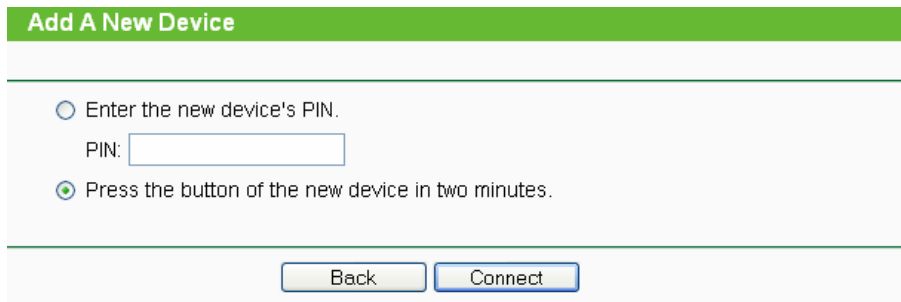 Add A New Device
Enter the new device's PIN.
PIN:
Press the button of the new device in two minutes.
Back Connect